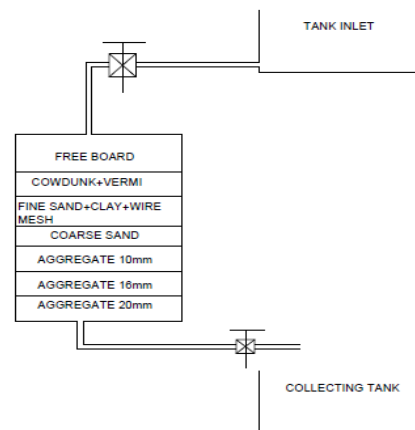 TANK INLET
FREE BOARD
COWDUNK+VERMI
FINE SAND+CLAY+WIRE
MESH
COARSE SAND
AGGREGATE 10mm
AGGREGATE 16mm
AGGREGATE 20mm
COLLECTING TANK